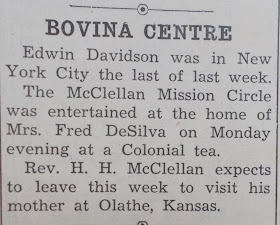 BOVINA CENTRE
Edwin Davidson was in New
York City the last of last week.
The McClellan Mission Circle
was entertained at the home of
Mrs. Fred DeSilva on Monday
evening at a Colonial tea.
Rev. H. H. McClellan expects
to leave this week to visit his
mother at Olathe, Kansas.